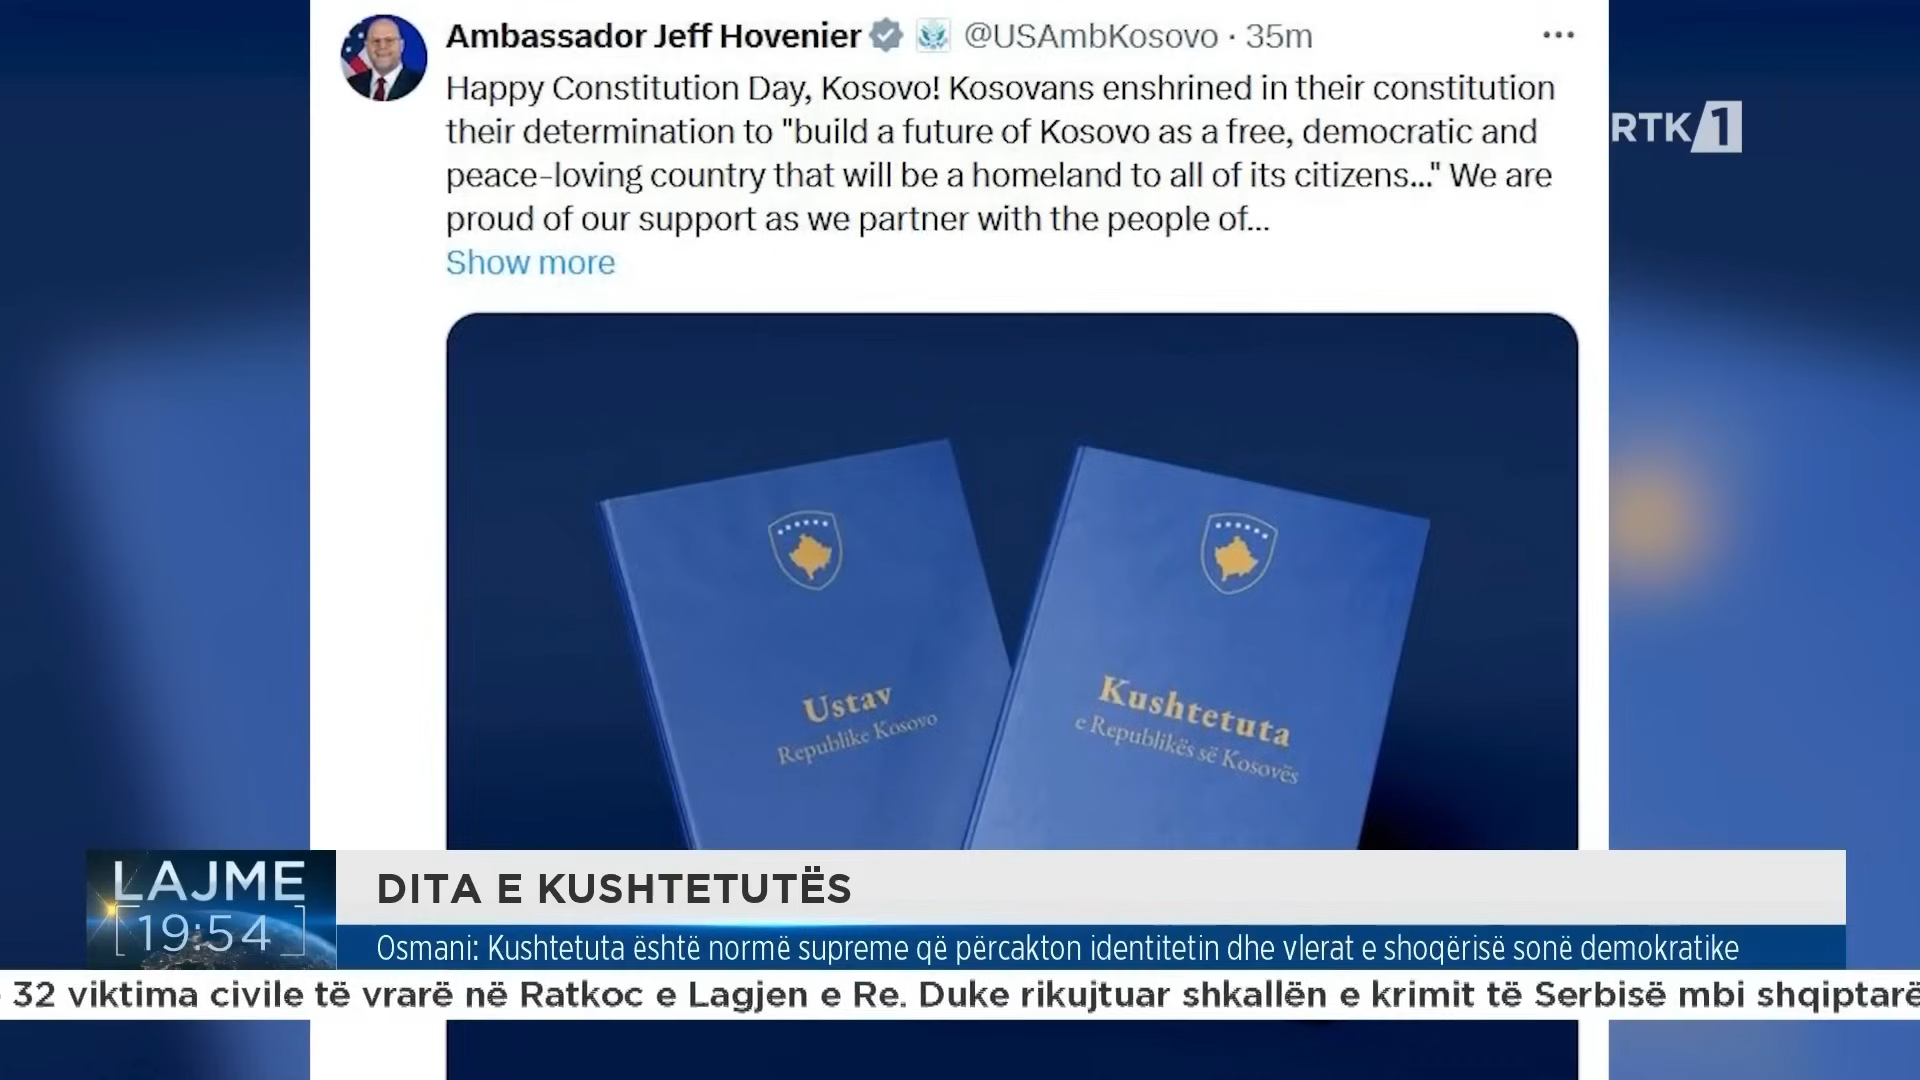 Ambassador Jeff Hovenier @USAmbKosovo · 35m
Happy Constitution Day, Kosovo! Kosovans enshrined in their constitution
their determination to "build a future of Kosovo as a free, democratic and
peace-loving country that will be a homeland to all of its citizens..." We are
proud of our support as we partner with the people of...
Show more
RTK 1
Ustav
Republike Kosovo
Kushtetuta
e Republikës së Kosovës
LAJME
19:54
DITA E KUSHTETUTËS
Osmani: Kushtetuta është normë supreme që përcakton identitetin dhe vlerat e shoqërisë sonë demokratike
32 viktima civile të vrarë në Ratkoc e Lagjen e Re. Duke rikujtuar shkallën e krimit të Serbisë mbi shqiptarë